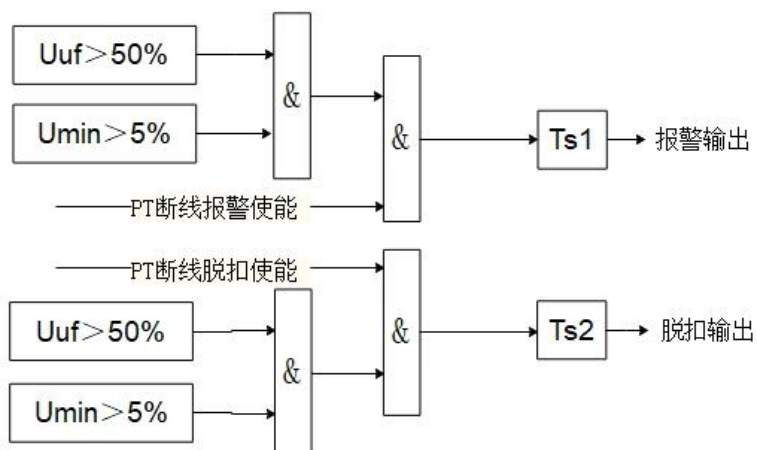 Uuf＞50%
&
Umin＞5%
&
Ts1
报警输出
PT断线报警使能
PT断线脱扣使能
Uuf＞50%
&
Ts2
脱扣输出
&
Umin＞5%